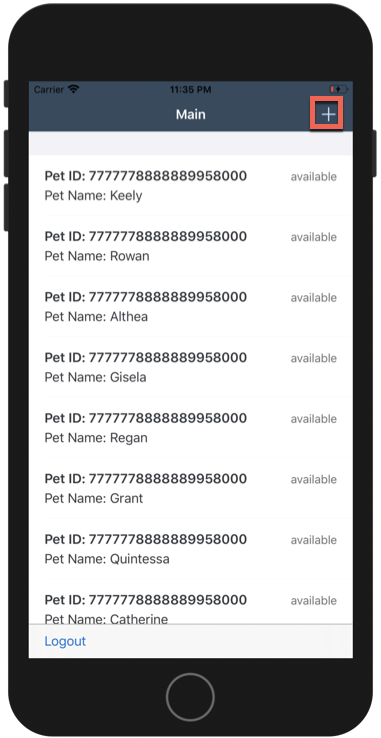 Carrier 11:35 PM
Main +
Pet ID: 7777778888889958000 available
Pet Name: Keely
Pet ID: 7777778888889958000 available
Pet Name: Rowan
Pet ID: 7777778888889958000 available
Pet Name: Althea
Pet ID: 7777778888889958000 available
Pet Name: Gisela
Pet ID: 7777778888889958000 available
Pet Name: Regan
Pet ID: 7777778888889958000 available
Pet Name: Grant
Pet ID: 7777778888889958000 available
Pet Name: Quintessa
Pet ID: 7777778888889958000 available
Pet Name: Catherine
Logout